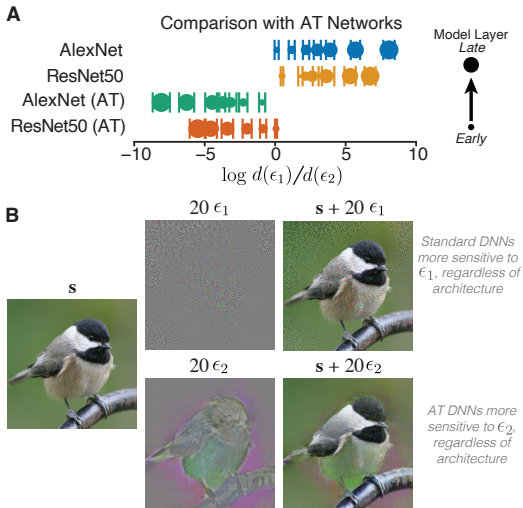 A
Comparison with AT Networks
AlexNet
ResNet50
AlexNet (AT)
ResNet50 (AT)
−10 −5 0 5 10
log d(ϵ₁)/d(ϵ₂)
Model Layer
Late
Early
B
s
20 ϵ₁
s + 20 ϵ₁
Standard DNNs
more sensitive to
ϵ₁, regardless of
architecture
20 ϵ₂
s + 20ϵ₂
AT DNNs more
sensitive to ϵ₂,
regardless of
architecture